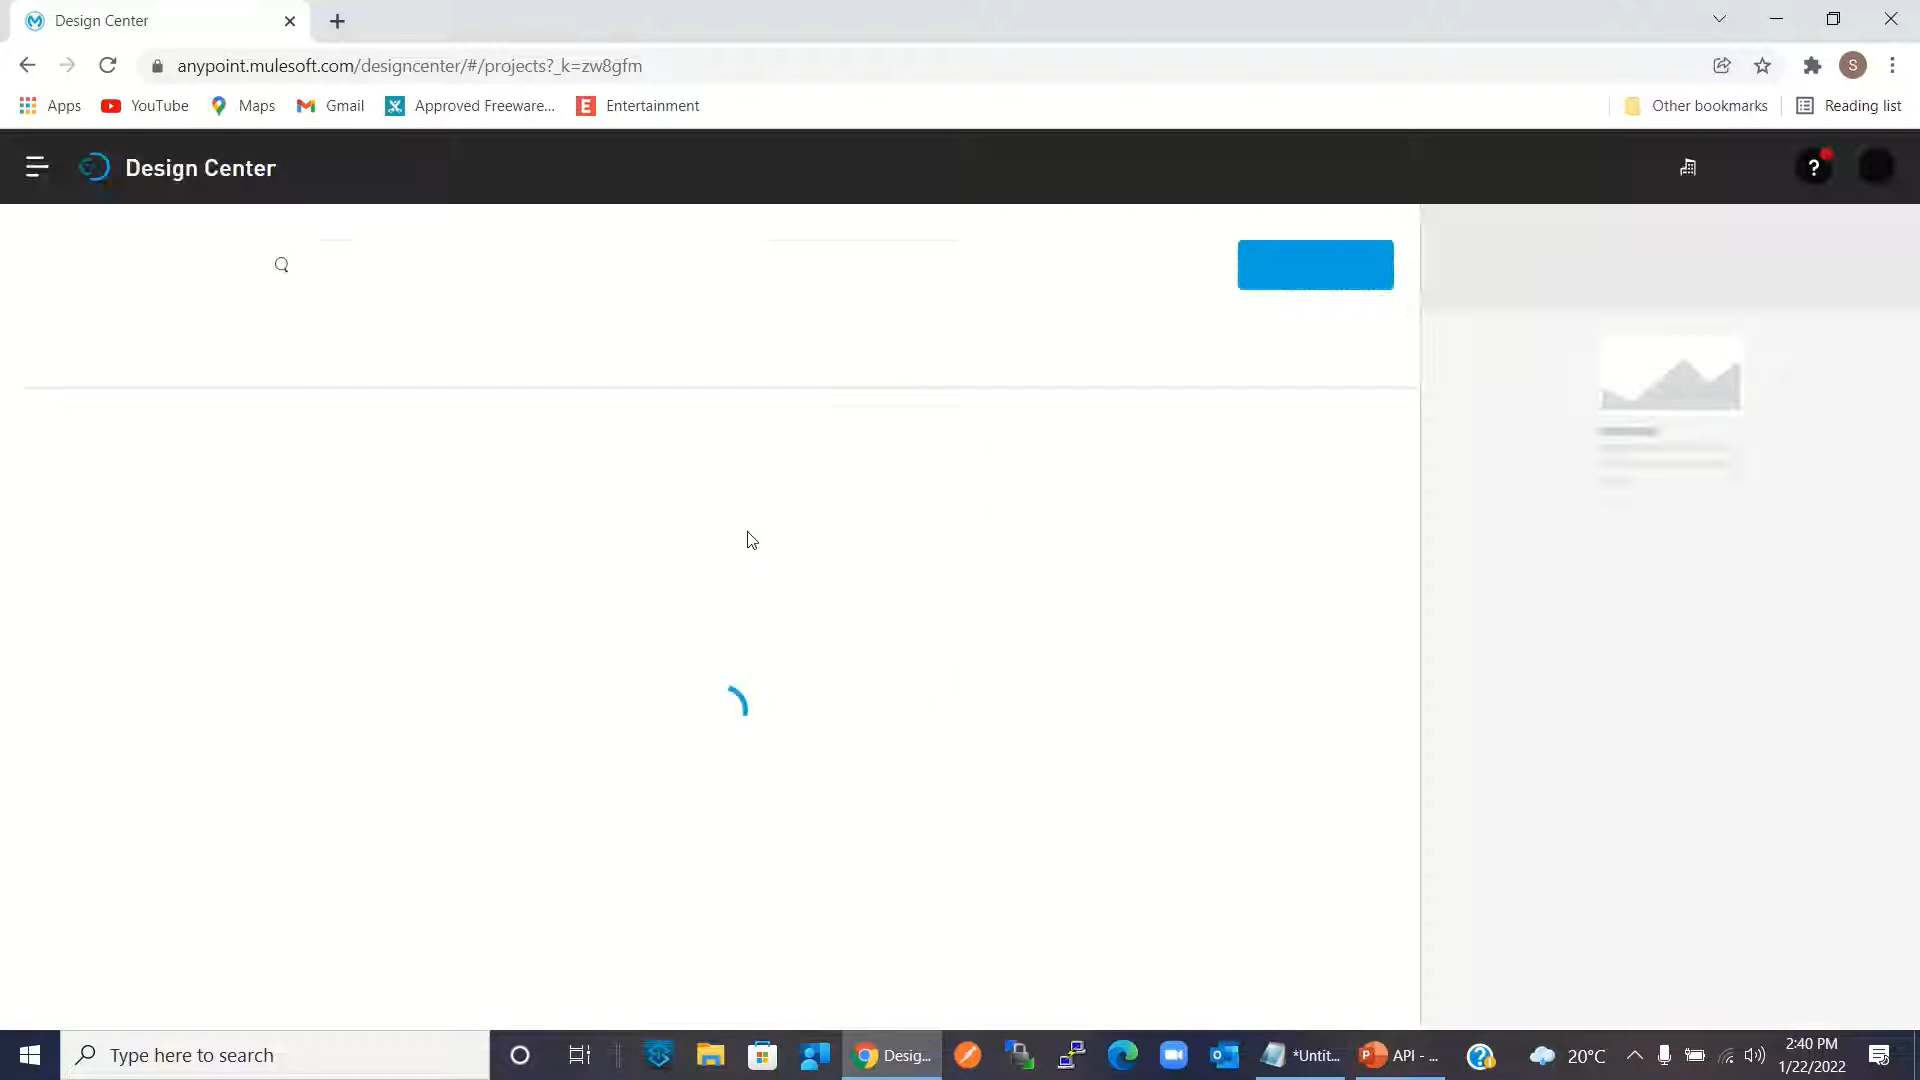 Design Center
anypoint.mulesoft.com/designcenter/#/projects?_k=zw8gfm
S
Apps
YouTube
Maps
Gmail
Approved Freeware...
E
Entertainment
Other bookmarks
Reading list
Design Center
?
Type here to search
Desig...
*Untit...
API - ...
20°C
2:40 PM
1/22/2022